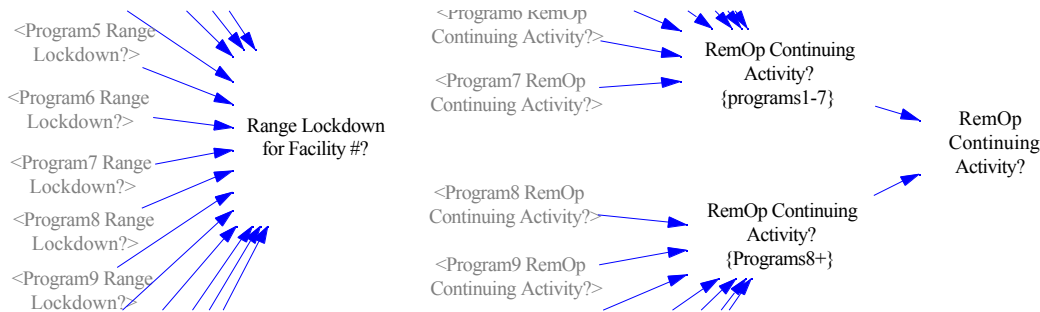 <Program5 Range
Lockdown?>
<Program6 Range
Lockdown?>
<Program7 Range
Lockdown?>
<Program8 Range
Lockdown?>
<Program9 Range
Lockdown?>
Range Lockdown
for Facility #?
<Program6 RemOp
Continuing Activity?>
<Program7 RemOp
Continuing Activity?>
RemOp Continuing
Activity?
{programs1-7}
<Program8 RemOp
Continuing Activity?>
<Program9 RemOp
Continuing Activity?>
RemOp Continuing
Activity?
{Programs8+}
RemOp
Continuing
Activity?